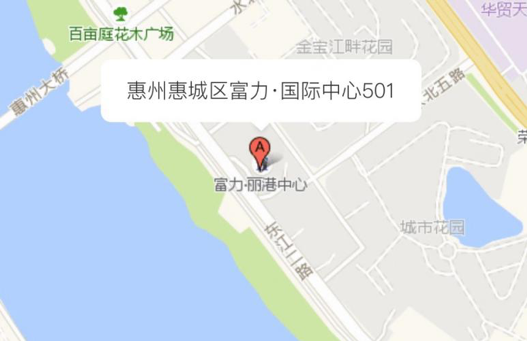 华贸天
水
百亩庭花木广场
金宝江畔花园
惠州大桥
惠州惠城区富力·国际中心501
北五路
A
富力·丽港中心
城市花园
东江二路